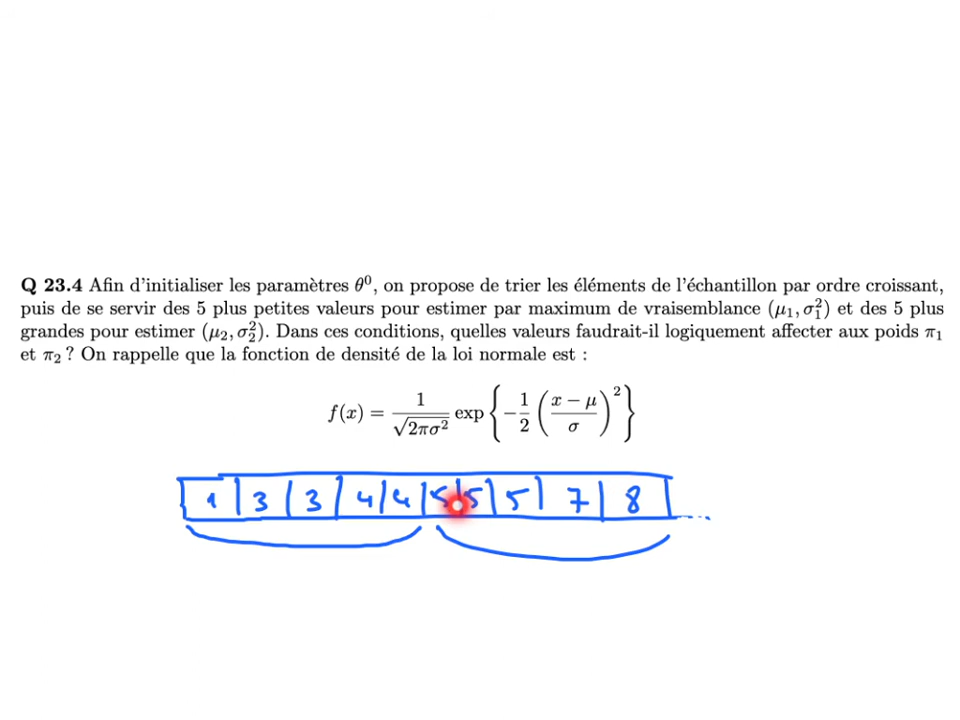 Q 23.4 Afin d'initialiser les paramètres θ⁰, on propose de trier les éléments de l'échantillon par ordre croissant,
puis de se servir des 5 plus petites valeurs pour estimer par maximum de vraisemblance (μ₁, σ₁²) et des 5 plus
grandes pour estimer (μ₂, σ₂²). Dans ces conditions, quelles valeurs faudrait-il logiquement affecter aux poids π₁
et π₂ ? On rappelle que la fonction de densité de la loi normale est :
f(x) = 1/√(2πσ²) exp{−1/2 ((x − μ)/σ)²}
1 | 3 | 3 | 4 | 4 | 5 | 5 | 5 | 7 | 8